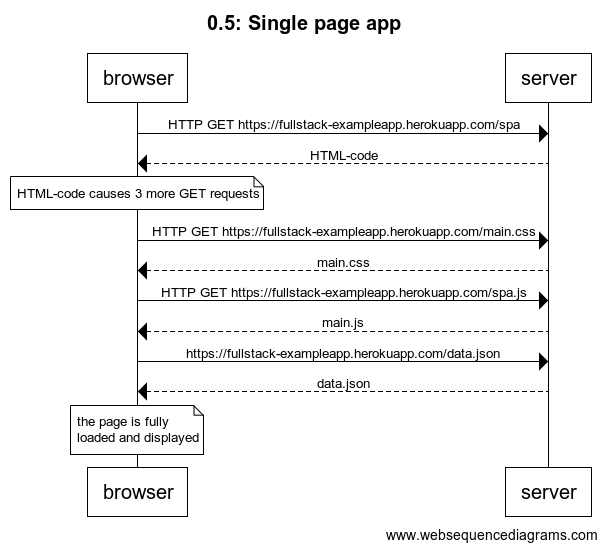 0.5: Single page app
browser
server
HTTP GET https://fullstack-exampleapp.herokuapp.com/spa
HTML-code
HTML-code causes 3 more GET requests
HTTP GET https://fullstack-exampleapp.herokuapp.com/main.css
main.css
HTTP GET https://fullstack-exampleapp.herokuapp.com/spa.js
main.js
https://fullstack-exampleapp.herokuapp.com/data.json
data.json
the page is fully
loaded and displayed
browser
server
www.websequencediagrams.com